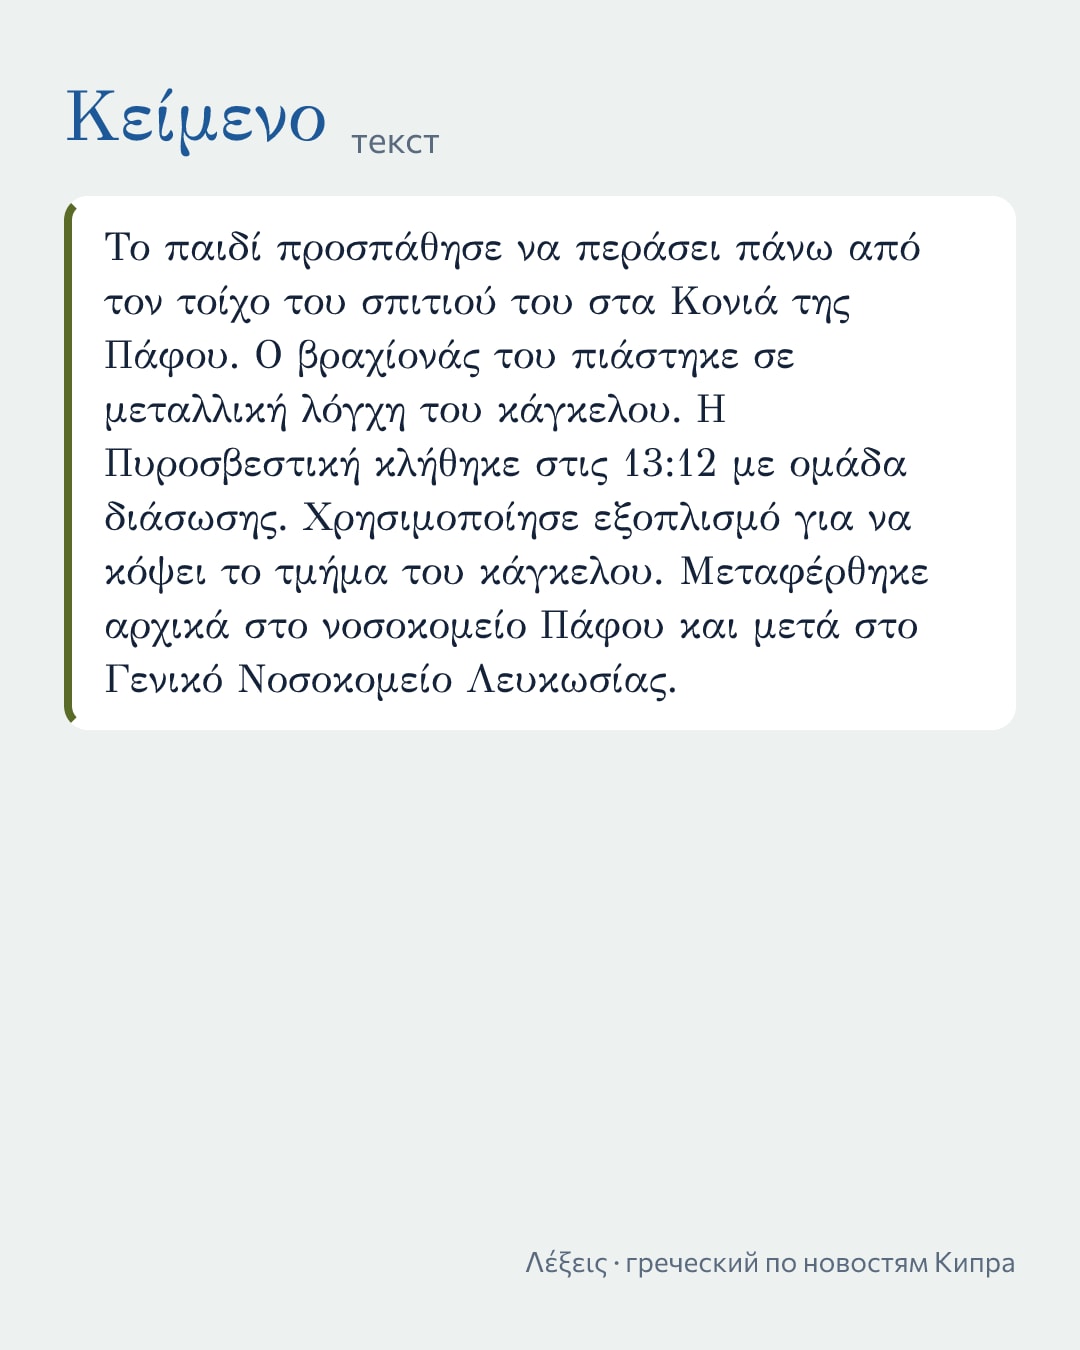 Κείμενο текст
Το παιδί προσπάθησε να περάσει πάνω από
τον τοίχο του σπιτιού του στα Κονιά της
Πάφου. Ο βραχίονάς του πιάστηκε σε
μεταλλική λόγχη του κάγκελου. Η
Πυροσβεστική κλήθηκε στις 13:12 με ομάδα
διάσωσης. Χρησιμοποίησε εξοπλισμό για να
κόψει το τμήμα του κάγκελου. Μεταφέρθηκε
αρχικά στο νοσοκομείο Πάφου και μετά στο
Γενικό Νοσοκομείο Λευκωσίας.
Λέξεις · греческий по новостям Кипра